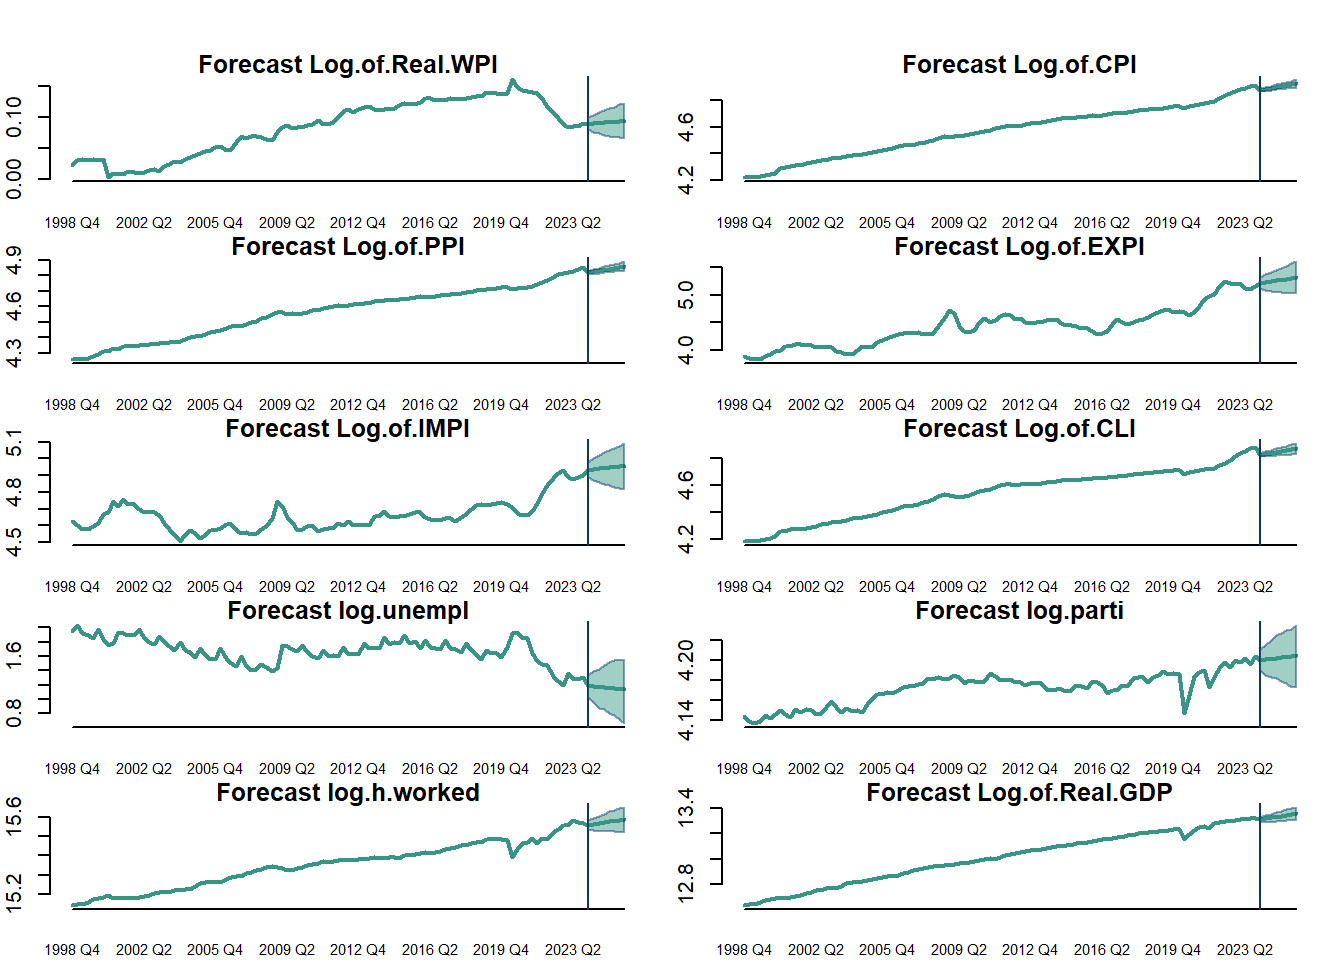 Forecast Log.of.Real.WPI
0.00 0.10
1998 Q4 2002 Q2 2005 Q4 2009 Q2 2012 Q4 2016 Q2 2019 Q4 2023 Q2
Forecast Log.of.CPI
4.2 4.6
1998 Q4 2002 Q2 2005 Q4 2009 Q2 2012 Q4 2016 Q2 2019 Q4 2023 Q2
Forecast Log.of.PPI
4.3 4.6 4.9
1998 Q4 2002 Q2 2005 Q4 2009 Q2 2012 Q4 2016 Q2 2019 Q4 2023 Q2
Forecast Log.of.EXPI
4.0 5.0
1998 Q4 2002 Q2 2005 Q4 2009 Q2 2012 Q4 2016 Q2 2019 Q4 2023 Q2
Forecast Log.of.IMPI
4.5 4.8 5.1
1998 Q4 2002 Q2 2005 Q4 2009 Q2 2012 Q4 2016 Q2 2019 Q4 2023 Q2
Forecast Log.of.CLI
4.2 4.6
1998 Q4 2002 Q2 2005 Q4 2009 Q2 2012 Q4 2016 Q2 2019 Q4 2023 Q2
Forecast log.unempl
0.8 1.6
1998 Q4 2002 Q2 2005 Q4 2009 Q2 2012 Q4 2016 Q2 2019 Q4 2023 Q2
Forecast log.parti
4.14 4.20
1998 Q4 2002 Q2 2005 Q4 2009 Q2 2012 Q4 2016 Q2 2019 Q4 2023 Q2
Forecast log.h.worked
15.2 15.6
1998 Q4 2002 Q2 2005 Q4 2009 Q2 2012 Q4 2016 Q2 2019 Q4 2023 Q2
Forecast Log.of.Real.GDP
12.8 13.4
1998 Q4 2002 Q2 2005 Q4 2009 Q2 2012 Q4 2016 Q2 2019 Q4 2023 Q2